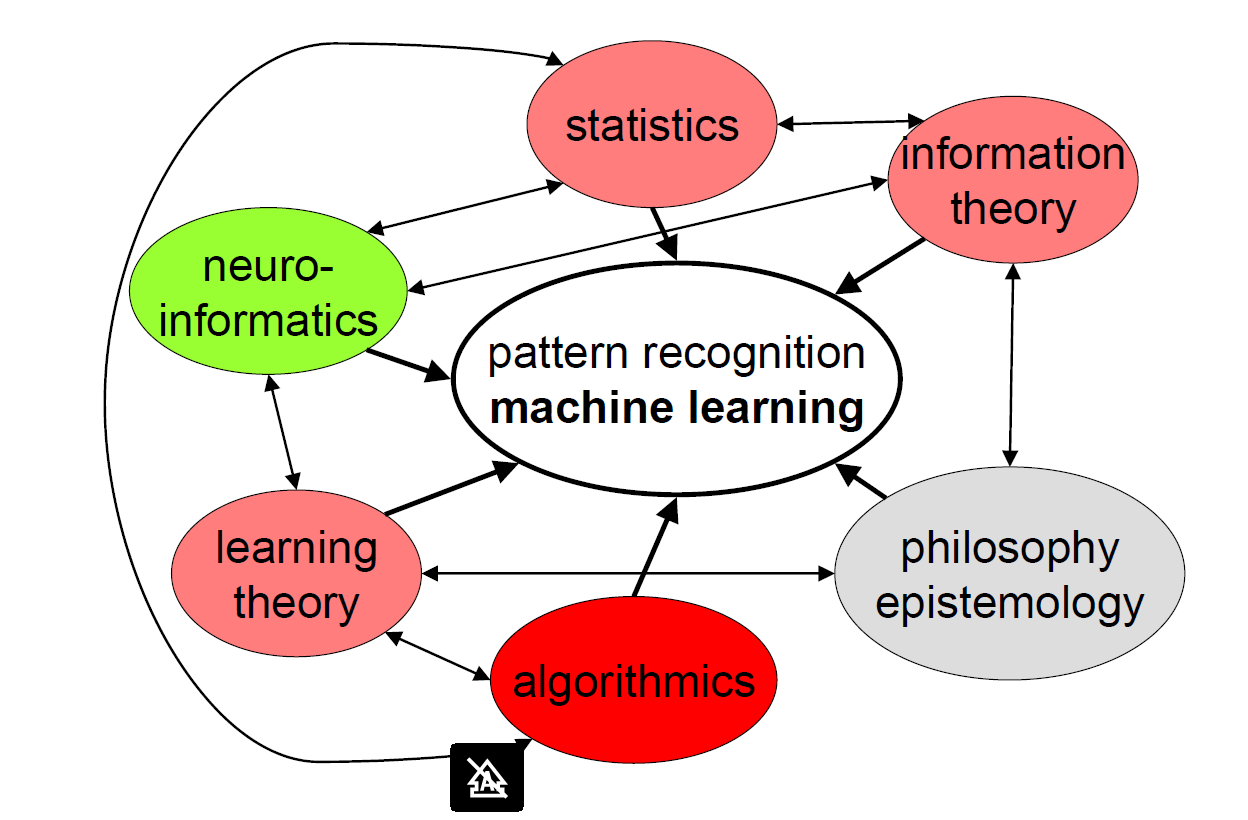 statistics
information
theory
neuro-
informatics
pattern recognition
machine learning
learning
theory
philosophy
epistemology
algorithmics
A